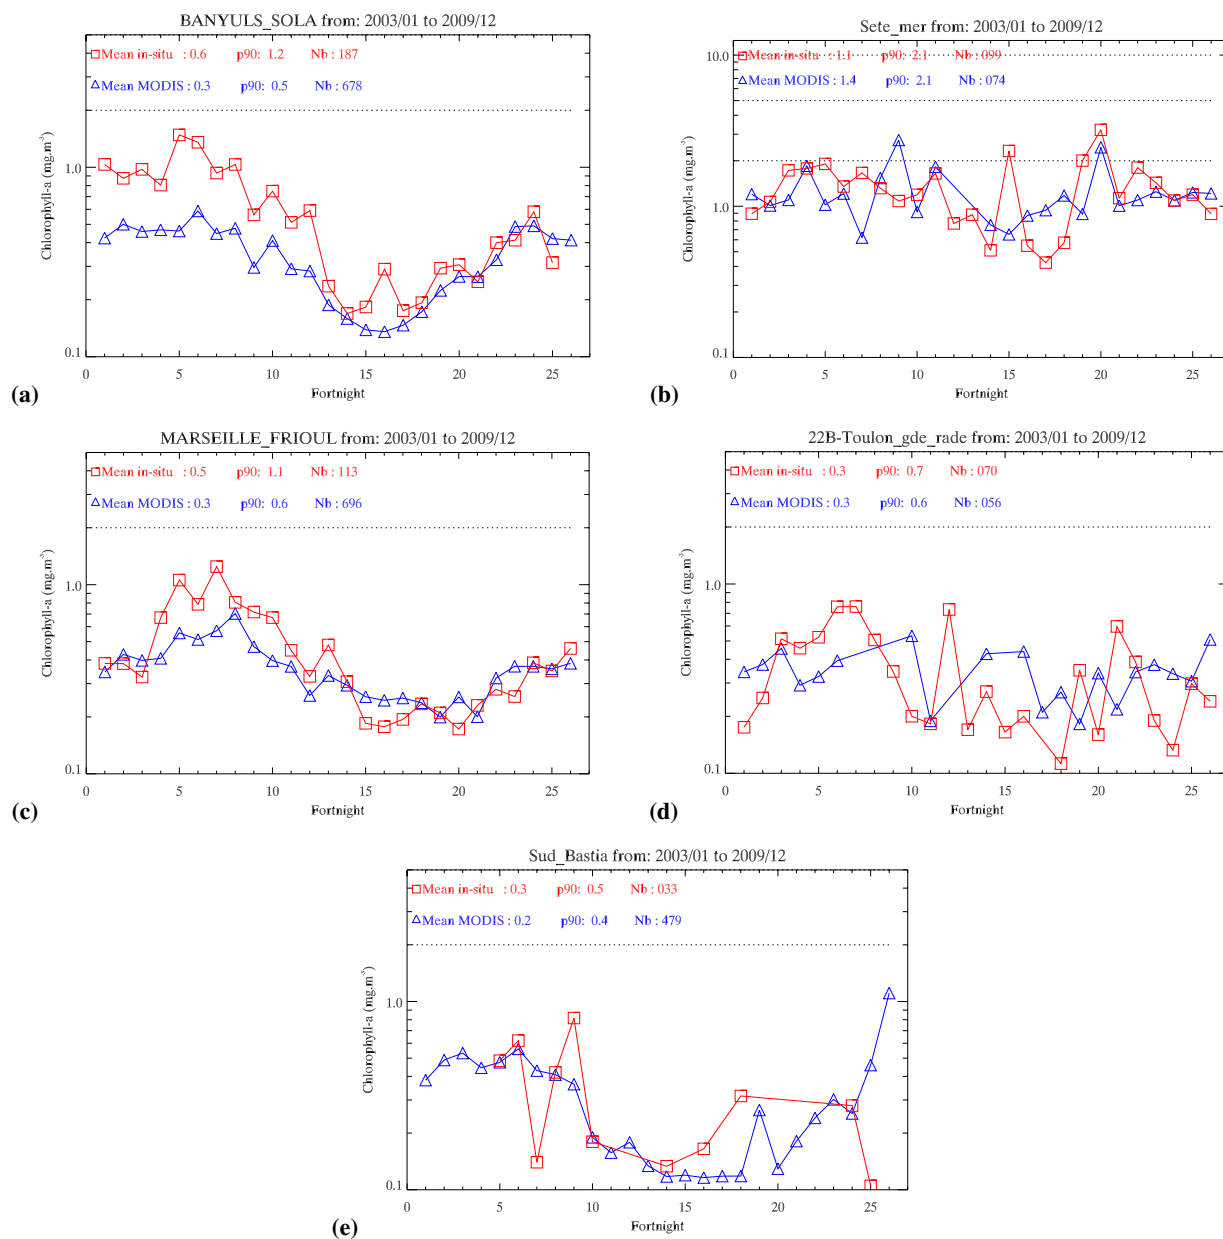 BANYULS_SOLA from: 2003/01 to 2009/12
Mean in-situ : 0.6 p90: 1.2 Nb : 187
Mean MODIS : 0.3 p90: 0.5 Nb : 678
Chlorophyll-a (mg.m⁻³)
1.0
0.1
0 5 10 15 20 25
Fortnight
(a)
Sete_mer from: 2003/01 to 2009/12
Mean in-situ : 1.1 p90: 2.1 Nb : 099
Mean MODIS : 1.4 p90: 2.1 Nb : 074
Chlorophyll-a (mg.m⁻³)
10.0
1.0
0.1
0 5 10 15 20 25
Fortnight
(b)
MARSEILLE_FRIOUL from: 2003/01 to 2009/12
Mean in-situ : 0.5 p90: 1.1 Nb : 113
Mean MODIS : 0.3 p90: 0.6 Nb : 696
Chlorophyll-a (mg.m⁻³)
1.0
0.1
0 5 10 15 20 25
Fortnight
(c)
22B-Toulon_gde_rade from: 2003/01 to 2009/12
Mean in-situ : 0.3 p90: 0.7 Nb : 070
Mean MODIS : 0.3 p90: 0.6 Nb : 056
Chlorophyll-a (mg.m⁻³)
1.0
0.1
0 5 10 15 20 25
Fortnight
(d)
Sud_Bastia from: 2003/01 to 2009/12
Mean in-situ : 0.3 p90: 0.5 Nb : 033
Mean MODIS : 0.2 p90: 0.4 Nb : 479
Chlorophyll-a (mg.m⁻³)
1.0
0.1
0 5 10 15 20 25
Fortnight
(e)